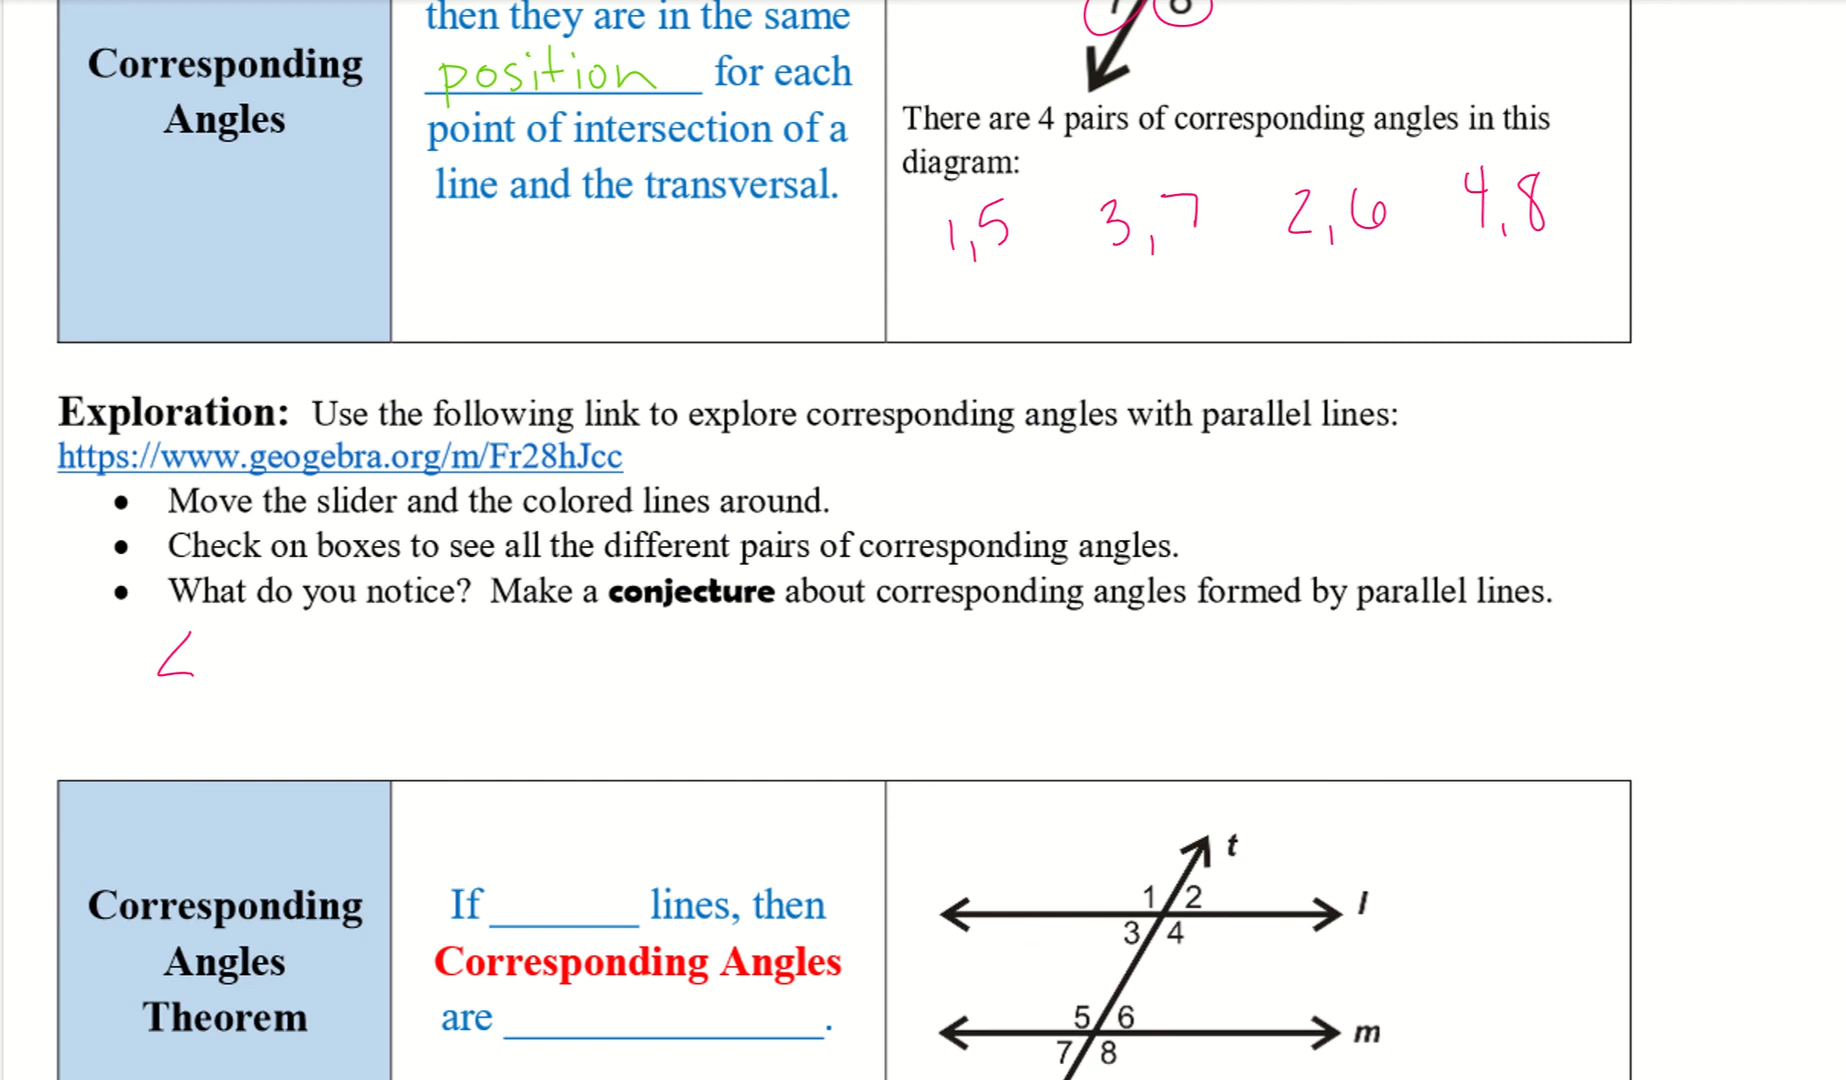 then they are in the same
Corresponding
Angles
position for each
point of intersection of a
line and the transversal.
There are 4 pairs of corresponding angles in this
diagram:
1,5 3,7 2,6 4,8
Exploration: Use the following link to explore corresponding angles with parallel lines:
https://www.geogebra.org/m/Fr28hJcc
• Move the slider and the colored lines around.
• Check on boxes to see all the different pairs of corresponding angles.
• What do you notice? Make a conjecture about corresponding angles formed by parallel lines.
∠
Corresponding
Angles
Theorem
If ______ lines, then
Corresponding Angles
are ____________.
t
1 2
l
3 4
5 6
m
7 8